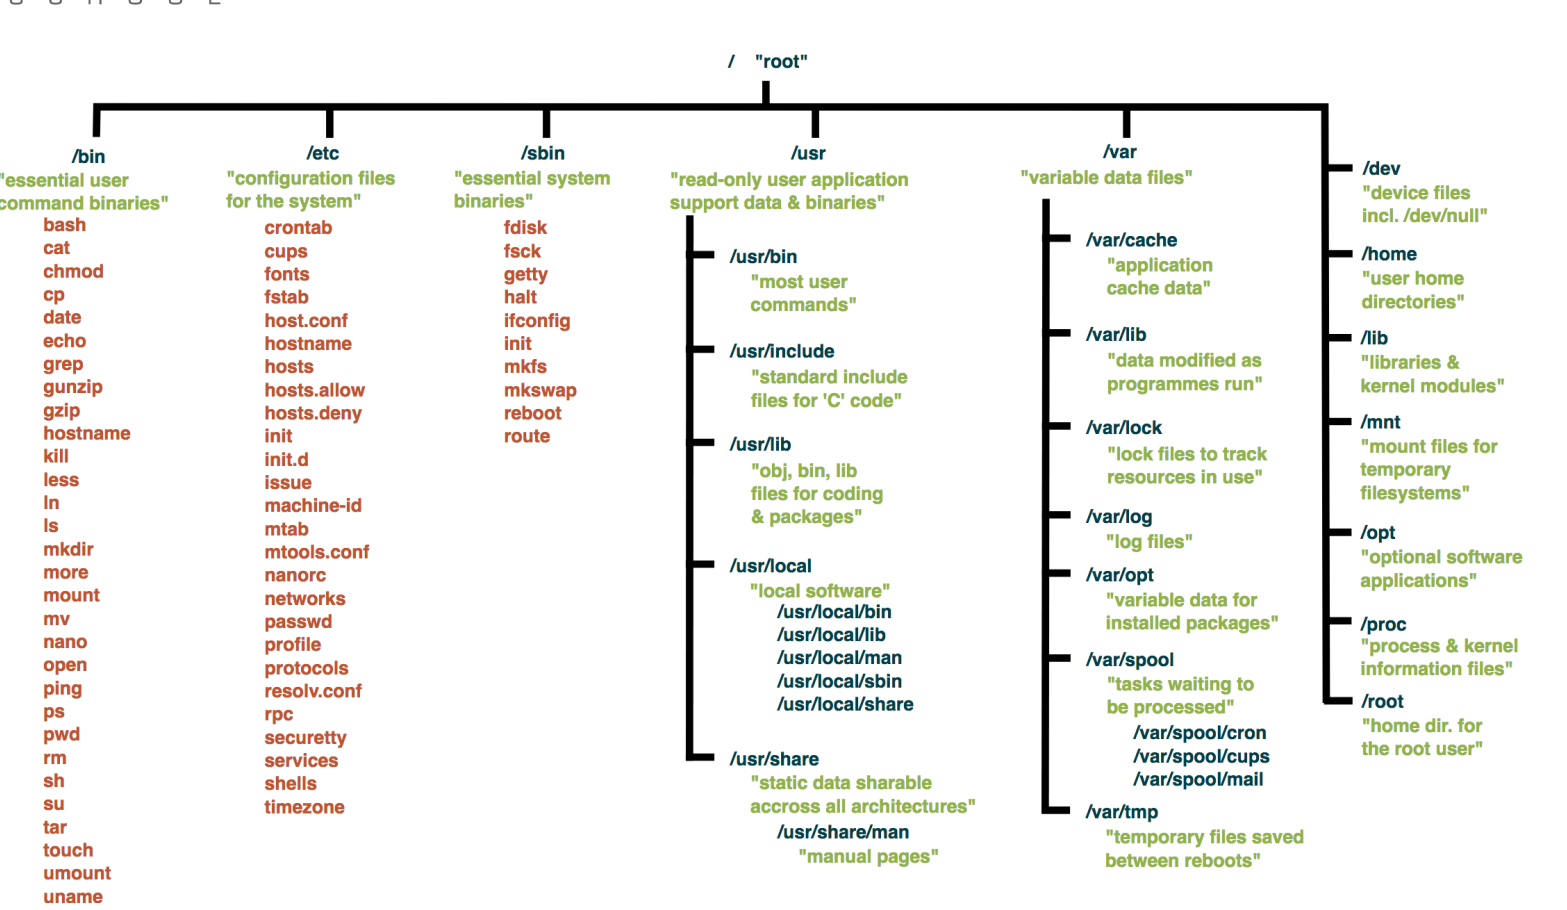 / "root"
/bin
"essential user
command binaries"
bash
cat
chmod
cp
date
echo
grep
gunzip
gzip
hostname
kill
less
ln
ls
mkdir
more
mount
mv
nano
open
ping
ps
pwd
rm
sh
su
tar
touch
umount
uname
/etc
"configuration files
for the system"
crontab
cups
fonts
fstab
host.conf
hostname
hosts
hosts.allow
hosts.deny
init
init.d
issue
machine-id
mtab
mtools.conf
nanorc
networks
passwd
profile
protocols
resolv.conf
rpc
securetty
services
shells
timezone
/sbin
"essential system
binaries"
fdisk
fsck
getty
halt
ifconfig
init
mkfs
mkswap
reboot
route
/usr
"read-only user application
support data & binaries"
/usr/bin
"most user
commands"
/usr/include
"standard include
files for 'C' code"
/usr/lib
"obj, bin, lib
files for coding
& packages"
/usr/local
"local software"
/usr/local/bin
/usr/local/lib
/usr/local/man
/usr/local/sbin
/usr/local/share
/usr/share
"static data sharable
accross all architectures"
/usr/share/man
"manual pages"
/var
"variable data files"
/var/cache
"application
cache data"
/var/lib
"data modified as
programmes run"
/var/lock
"lock files to track
resources in use"
/var/log
"log files"
/var/opt
"variable data for
installed packages"
/var/spool
"tasks waiting to
be processed"
/var/spool/cron
/var/spool/cups
/var/spool/mail
/var/tmp
"temporary files saved
between reboots"
/dev
"device files
incl. /dev/null"
/home
"user home
directories"
/lib
"libraries &
kernel modules"
/mnt
"mount files for
temporary
filesystems"
/opt
"optional software
applications"
/proc
"process & kernel
information files"
/root
"home dir. for
the root user"